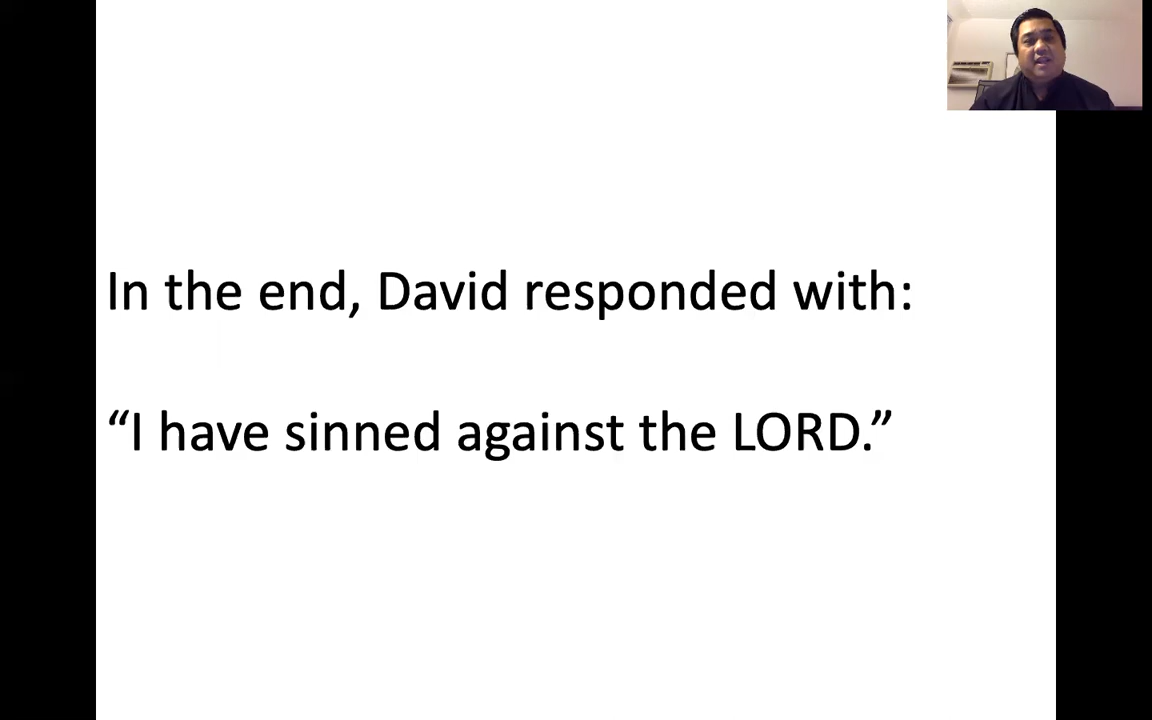 In the end, David responded with:
“I have sinned against the LORD.”